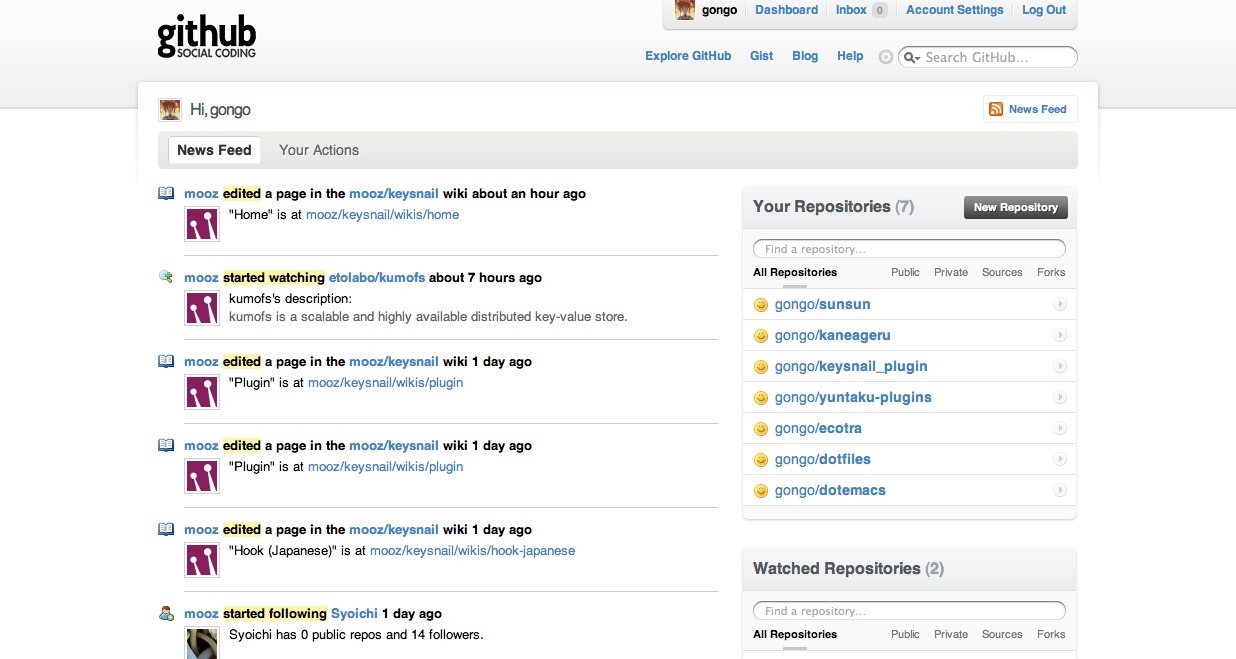 github
SOCIAL CODING
gongo Dashboard Inbox 0 Account Settings Log Out
Explore GitHub Gist Blog Help Search GitHub...
Hi, gongo
News Feed
News Feed Your Actions
mooz edited a page in the mooz/keysnail wiki about an hour ago
"Home" is at mooz/keysnail/wikis/home
mooz started watching etolabo/kumofs about 7 hours ago
kumofs's description:
kumofs is a scalable and highly available distributed key-value store.
mooz edited a page in the mooz/keysnail wiki 1 day ago
"Plugin" is at mooz/keysnail/wikis/plugin
mooz edited a page in the mooz/keysnail wiki 1 day ago
"Plugin" is at mooz/keysnail/wikis/plugin
mooz edited a page in the mooz/keysnail wiki 1 day ago
"Hook (Japanese)" is at mooz/keysnail/wikis/hook-japanese
mooz started following Syoichi 1 day ago
Syoichi has 0 public repos and 14 followers.
Your Repositories (7) New Repository
Find a repository...
All Repositories Public Private Sources Forks
gongo/sunsun
gongo/kaneageru
gongo/keysnail_plugin
gongo/yuntaku-plugins
gongo/ecotra
gongo/dotfiles
gongo/dotemacs
Watched Repositories (2)
Find a repository...
All Repositories Public Private Sources Forks